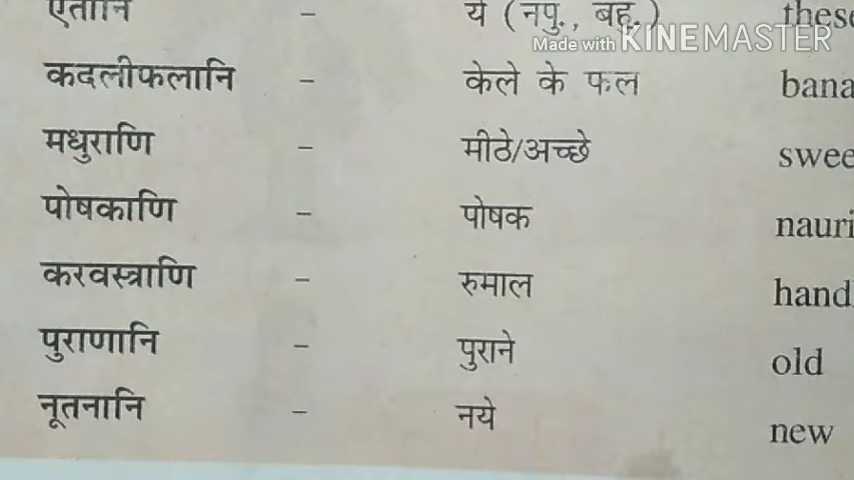 एतानि - ये (नपु., बहु.) these
Made with KINEMASTER
कदलीफलानि - केले के फल bana
मधुराणि - मीठे/अच्छे swee
पोषकाणि - पोषक nauri
करवस्त्राणि - रुमाल hand
पुराणानि - पुराने old
नूतनानि - नये new